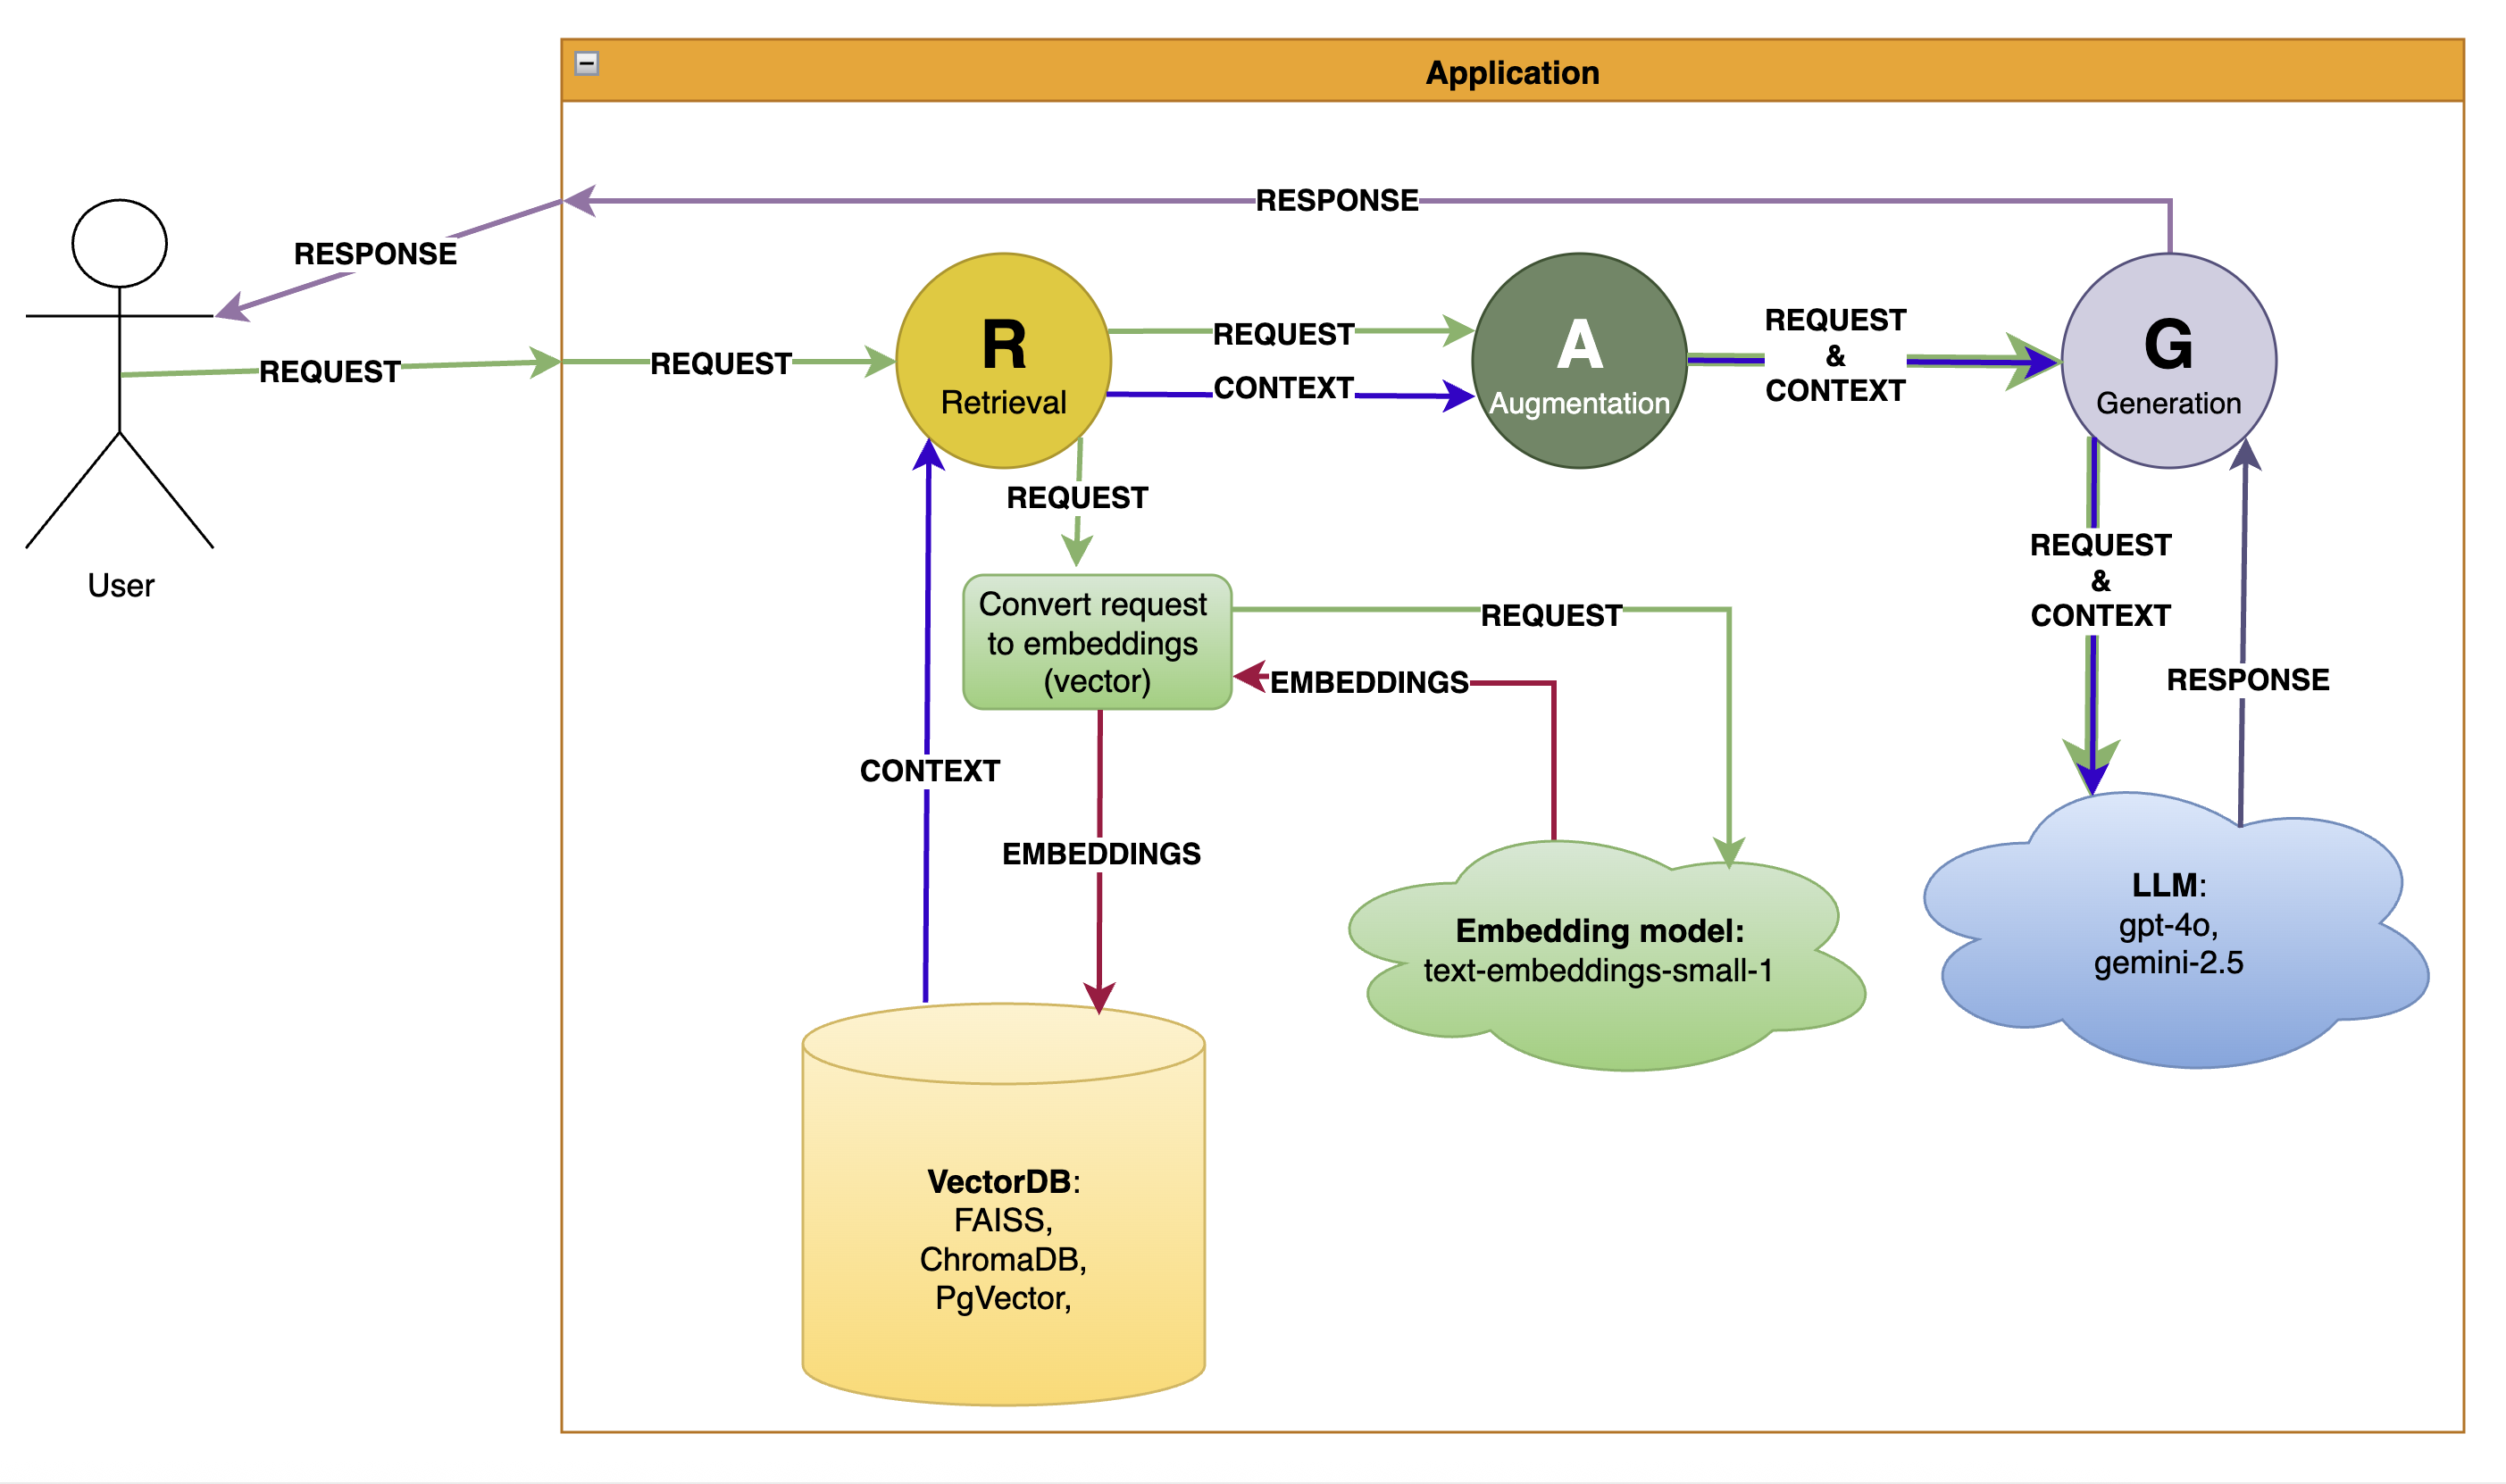 Application
RESPONSE
RESPONSE
REQUEST
REQUEST
R
Retrieval
REQUEST
CONTEXT
A
Augmentation
REQUEST
&
CONTEXT
G
Generation
User
REQUEST
Convert request
to embeddings
(vector)
REQUEST
EMBEDDINGS
REQUEST
&
CONTEXT
RESPONSE
CONTEXT
EMBEDDINGS
Embedding model:
text-embeddings-small-1
LLM:
gpt-4o,
gemini-2.5
VectorDB:
FAISS,
ChromaDB,
PgVector,